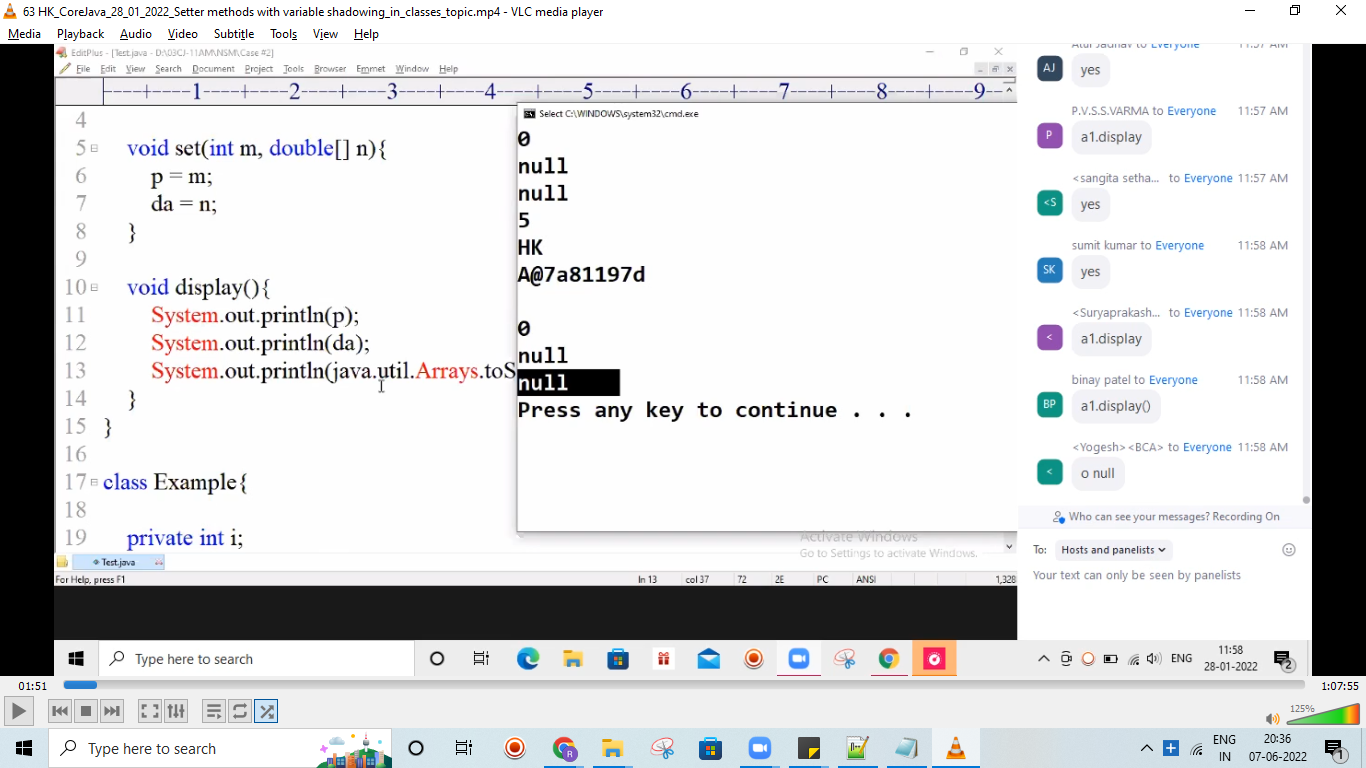 63 HK_CoreJava_28_01_2022_Setter methods with variable shadowing_in_classes_topic.mp4 - VLC media player
Media Playback Audio Video Subtitle Tools View Help
EditPlus - [Test.java - D:\03CJ-11AM\NSM\Case #2]
File Edit View Search Document Project Tools Browser Emmet Window Help
----+----1----+----2----+----3----+----4----+----5----+----6----+----7----+----8----+----9---
4
5 void set(int m, double[] n){
6 p = m;
7 da = n;
8 }
9
10 void display(){
11 System.out.println(p);
12 System.out.println(da);
13 System.out.println(java.util.Arrays.toS
14 }
15 }
16
17 class Example{
18
19 private int i;
Select C:\WINDOWS\system32\cmd.exe
0
null
null
5
HK
A@7a81197d
0
null
null
Press any key to continue . . .
Activate Windows
Go to Settings to activate Windows.
Test.java
For Help, press F1 ln 13 col 37 72 2E PC ANSI 1,328
Atul Jadhav to Everyone 11:57 AM
AJ
yes
P.V.S.S.VARMA to Everyone 11:57 AM
P
a1.display
<sangita setha... to Everyone 11:57 AM
<S
yes
sumit kumar to Everyone 11:58 AM
SK
yes
<Suryaprakash... to Everyone 11:58 AM
<
a1.display
binay patel to Everyone 11:58 AM
BP
a1.display()
<Yogesh> <BCA> to Everyone 11:58 AM
<
o null
Who can see your messages? Recording On
To: Hosts and panelists
Your text can only be seen by panelists
Type here to search
ENG
11:58
28-01-2022
2
01:51
1:07:55
125%
Type here to search
ENG
IN
20:36
07-06-2022
1